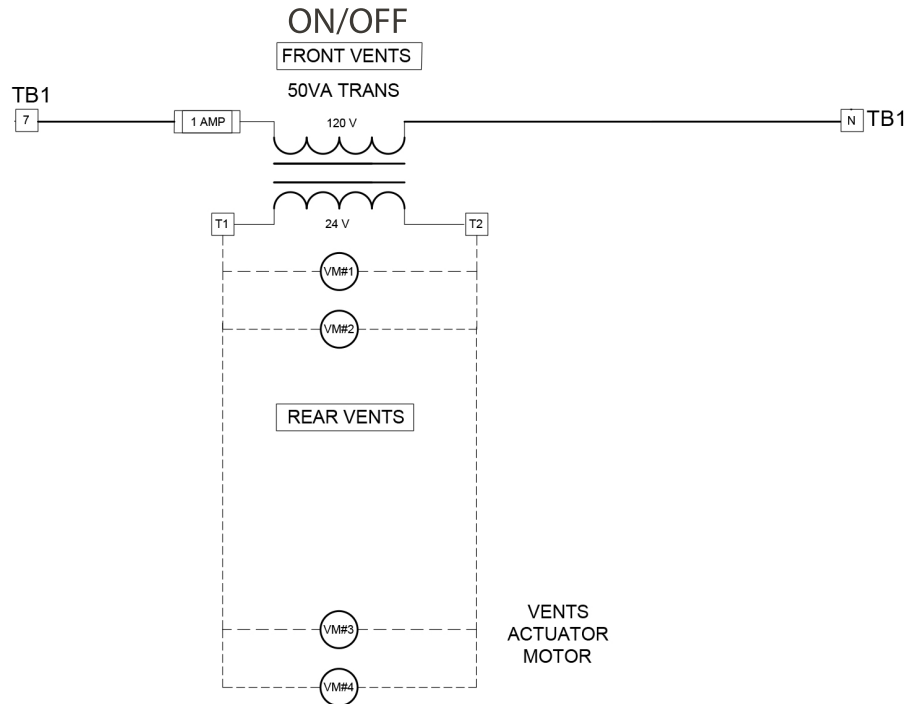 ON/OFF
FRONT VENTS
50VA TRANS
TB1
7
1 AMP
120 V
N
TB1
T1
24 V
T2
VM#1
VM#2
REAR VENTS
VM#3
VENTS
ACTUATOR
MOTOR
VM#4